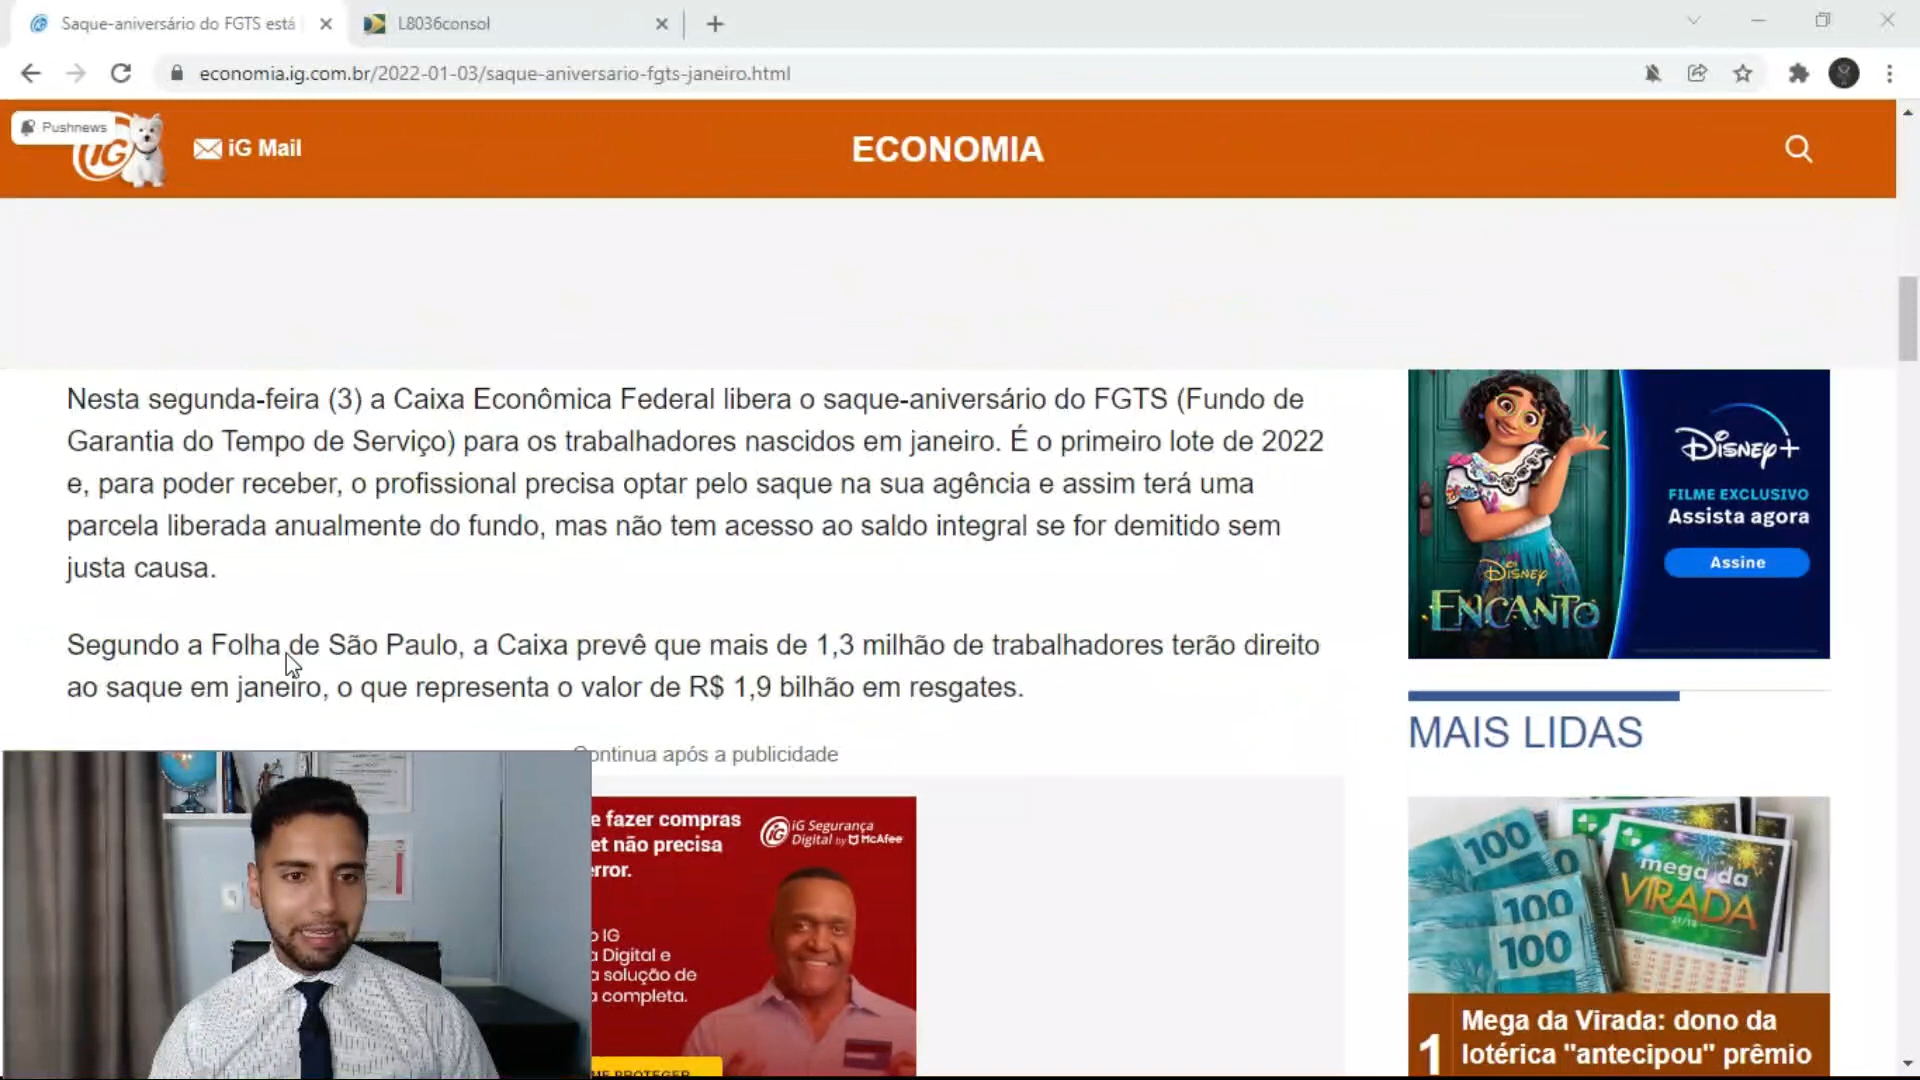 Saque-aniversário do FGTS está
L8036consol
economia.ig.com.br/2022-01-03/saque-aniversario-fgts-janeiro.html
Pushnews
iG
iG Mail
ECONOMIA
Nesta segunda-feira (3) a Caixa Econômica Federal libera o saque-aniversário do FGTS (Fundo de
Garantia do Tempo de Serviço) para os trabalhadores nascidos em janeiro. É o primeiro lote de 2022
e, para poder receber, o profissional precisa optar pelo saque na sua agência e assim terá uma
parcela liberada anualmente do fundo, mas não tem acesso ao saldo integral se for demitido sem
justa causa.
Segundo a Folha de São Paulo, a Caixa prevê que mais de 1,3 milhão de trabalhadores terão direito
ao saque em janeiro, o que representa o valor de R$ 1,9 bilhão em resgates.
Continua após a publicidade
e fazer compras
et não precisa
error.
iG Segurança
Digital by McAfee
o IG
a Digital e
a solução de
a completa.
ME PROTEGER
Disney+
FILME EXCLUSIVO
Assista agora
Assine
Disney
ENCANTO
MAIS LIDAS
100
100
100
mega da
VIRADA
1
Mega da Virada: dono da
lotérica "antecipou" prêmio